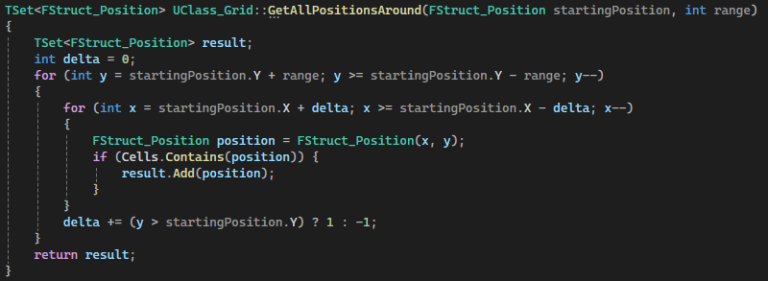 TSet<FStruct_Position> UClass_Grid::GetAllPositionsAround(FStruct_Position startingPosition, int range)
{
    TSet<FStruct_Position> result;
    int delta = 0;
    for (int y = startingPosition.Y + range; y >= startingPosition.Y - range; y--)
    {
        for (int x = startingPosition.X + delta; x >= startingPosition.X - delta; x--)
        {
            FStruct_Position position = FStruct_Position(x, y);
            if (Cells.Contains(position)) {
                result.Add(position);
            }
        }
        delta += (y > startingPosition.Y) ? 1 : -1;
    }
    return result;
}